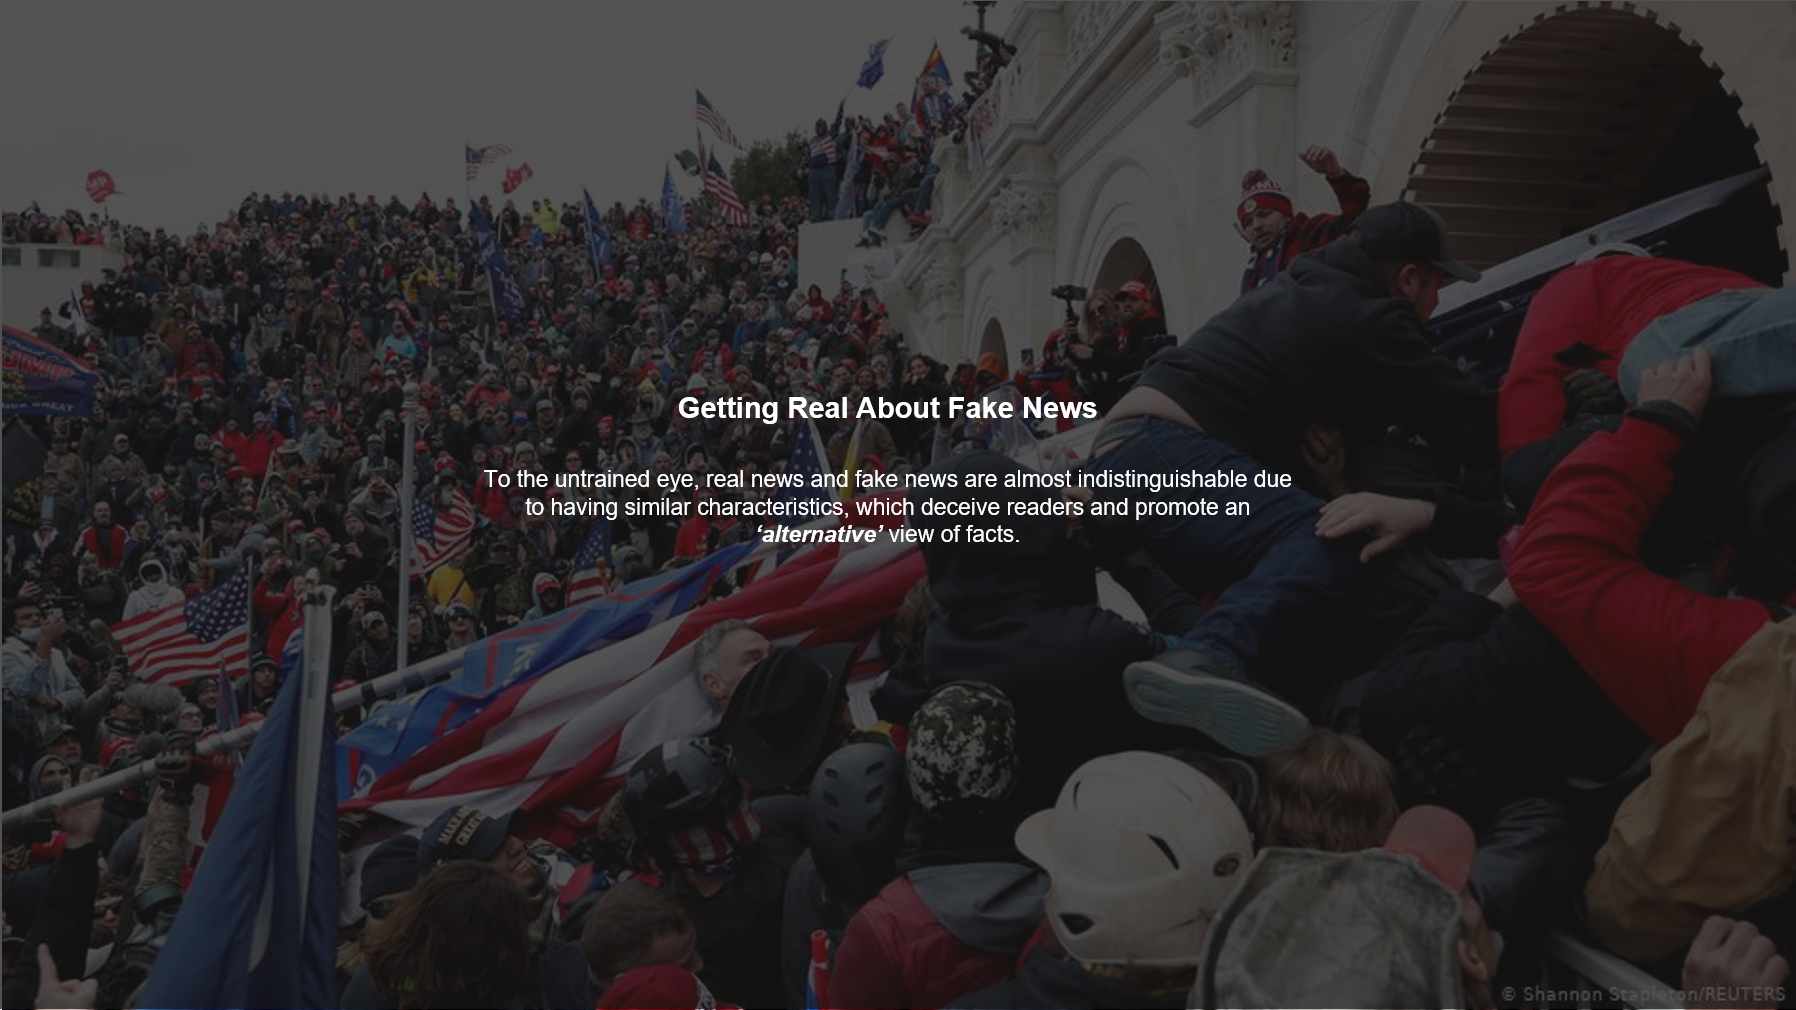 Getting Real About Fake News
To the untrained eye, real news and fake news are almost indistinguishable due
to having similar characteristics, which deceive readers and promote an
‘alternative’ view of facts.
© Shannon Stapleton/REUTERS